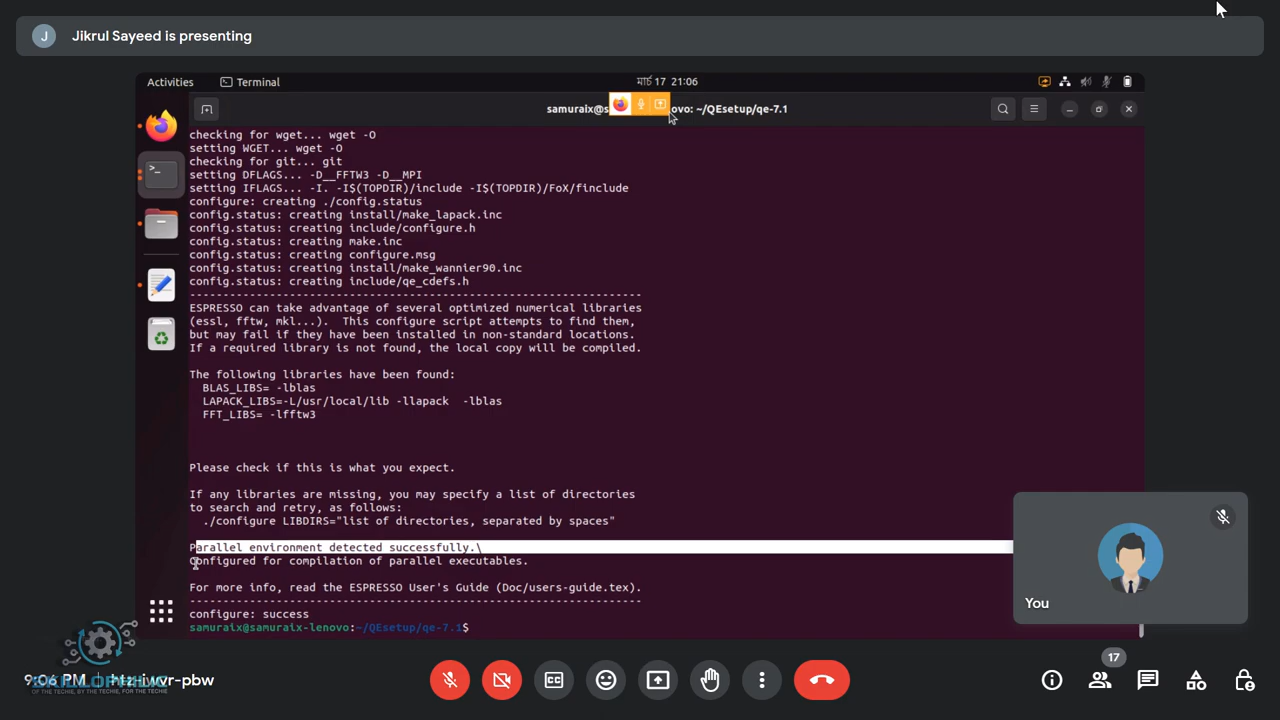 J Jikrul Sayeed is presenting
Activities Terminal মার্চ 17 21:06
samuraix@s ovo: ~/QEsetup/qe-7.1
checking for wget... wget -O
setting WGET... wget -O
checking for git... git
setting DFLAGS... -D__FFTW3 -D__MPI
setting IFLAGS... -I. -I$(TOPDIR)/include -I$(TOPDIR)/FoX/finclude
configure: creating ./config.status
config.status: creating install/make_lapack.inc
config.status: creating include/configure.h
config.status: creating make.inc
config.status: creating configure.msg
config.status: creating install/make_wannier90.inc
config.status: creating include/qe_cdefs.h
--------------------------------------------------------------------
ESPRESSO can take advantage of several optimized numerical libraries
(essl, fftw, mkl...).  This configure script attempts to find them,
but may fail if they have been installed in non-standard locations.
If a required library is not found, the local copy will be compiled.
The following libraries have been found:
BLAS_LIBS= -lblas
LAPACK_LIBS=-L/usr/local/lib -llapack  -lblas
FFT_LIBS= -lfftw3
Please check if this is what you expect.
If any libraries are missing, you may specify a list of directories
to search and retry, as follows:
./configure LIBDIRS="list of directories, separated by spaces"
Parallel environment detected successfully.\
Configured for compilation of parallel executables.
For more info, read the ESPRESSO User's Guide (Doc/users-guide.tex).
--------------------------------------------------------------------
configure: success
samuraix@samuraix-lenovo:~/QEsetup/qe-7.1$
You
17
9:06 PM
OF THE TECHIE, BY THE TECHIE, FOR THE TECHIE